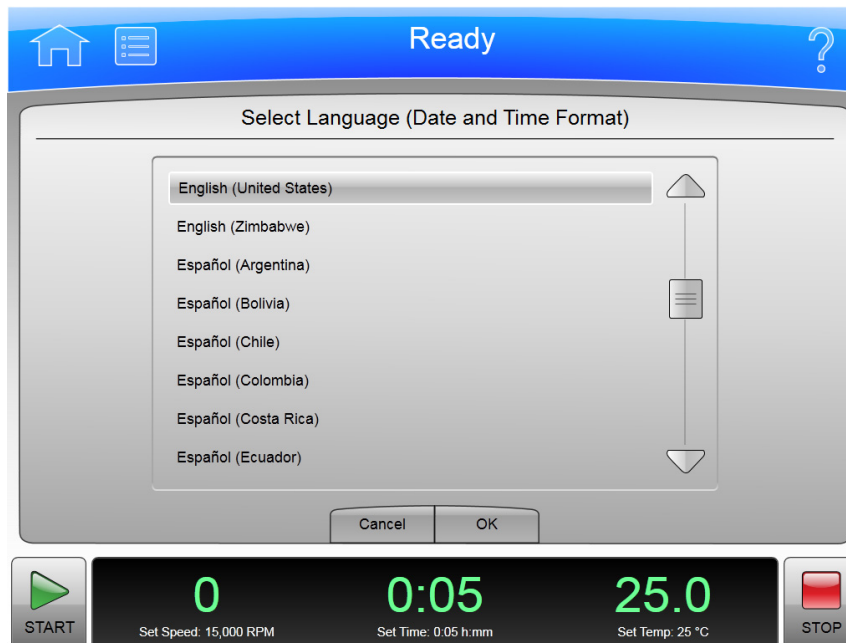 Ready
?
Select Language (Date and Time Format)
English (United States)
English (Zimbabwe)
Español (Argentina)
Español (Bolivia)
Español (Chile)
Español (Colombia)
Español (Costa Rica)
Español (Ecuador)
Cancel OK
0 0:05 25.0
START Set Speed: 15,000 RPM Set Time: 0:05 h:mm Set Temp: 25 °C STOP